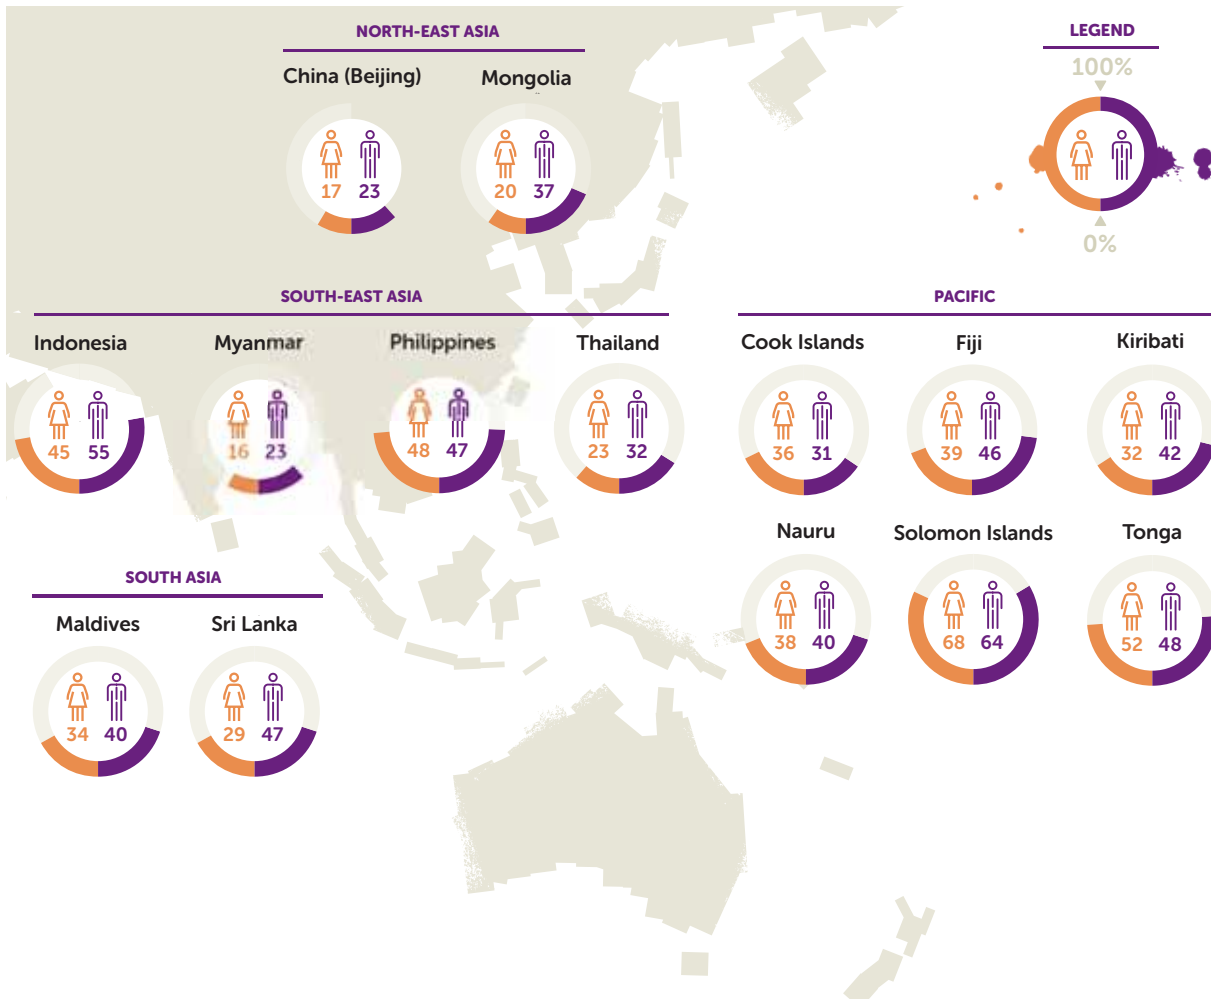 NORTH-EAST ASIA
China (Beijing)
Mongolia
17 23
20 37
LEGEND
100%
0%
SOUTH-EAST ASIA
Indonesia
Myanmar
Philippines
Thailand
45 55
16 23
48 47
23 32
PACIFIC
Cook Islands
Fiji
Kiribati
36 31
39 46
32 42
Nauru
Solomon Islands
Tonga
38 40
68 64
52 48
SOUTH ASIA
Maldives
Sri Lanka
34 40
29 47